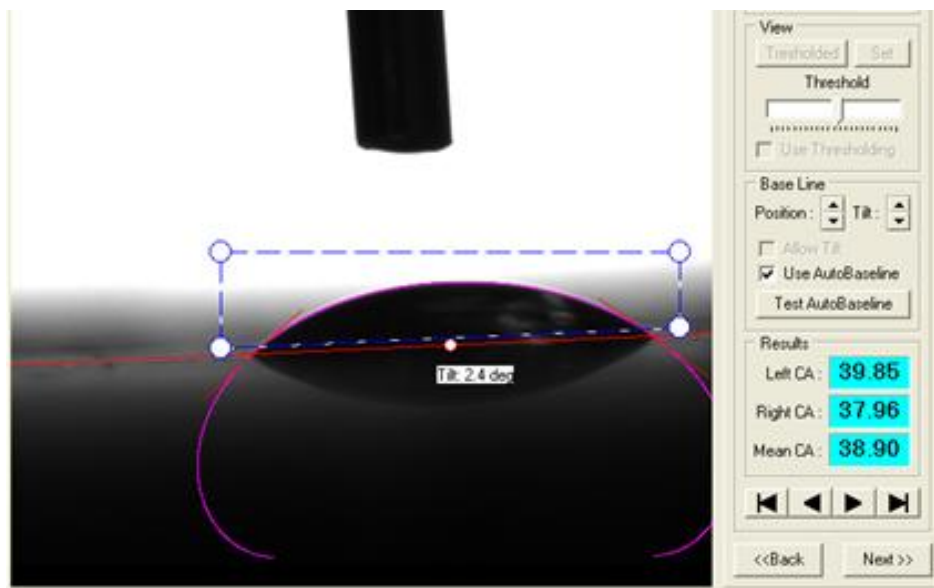 View
Tresholded Set
Threshold
Use Thresholding
Base Line
Position : Tilt :
Allow Tilt
Use AutoBaseline
Test AutoBaseline
Results
Left CA : 39.85
Right CA : 37.96
Mean CA : 38.90
Tilt: 2.4 deg
<<Back Next >>